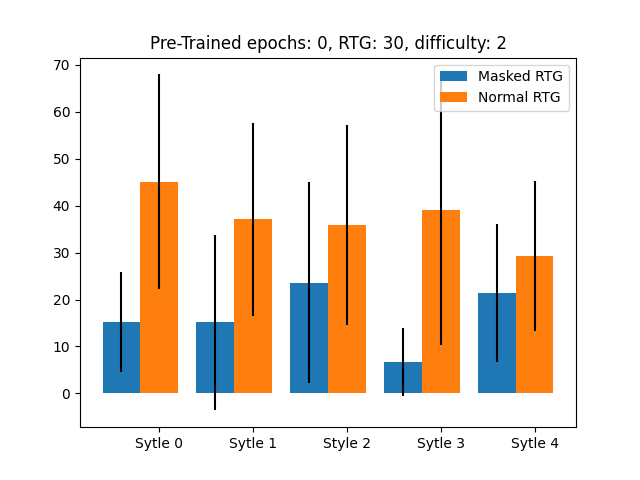 Pre-Trained epochs: 0, RTG: 30, difficulty: 2
Masked RTG
Normal RTG
70
60
50
40
30
20
10
0
Sytle 0 Sytle 1 Style 2 Sytle 3 Sytle 4